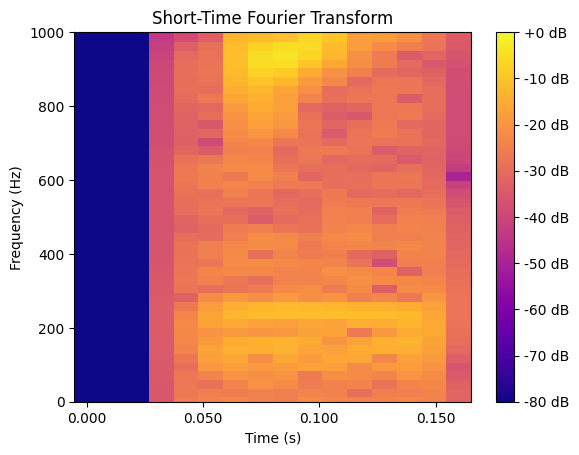 Short-Time Fourier Transform
Frequency (Hz)
1000
800
600
400
200
0
0.000 0.050 0.100 0.150
Time (s)
+0 dB
-10 dB
-20 dB
-30 dB
-40 dB
-50 dB
-60 dB
-70 dB
-80 dB